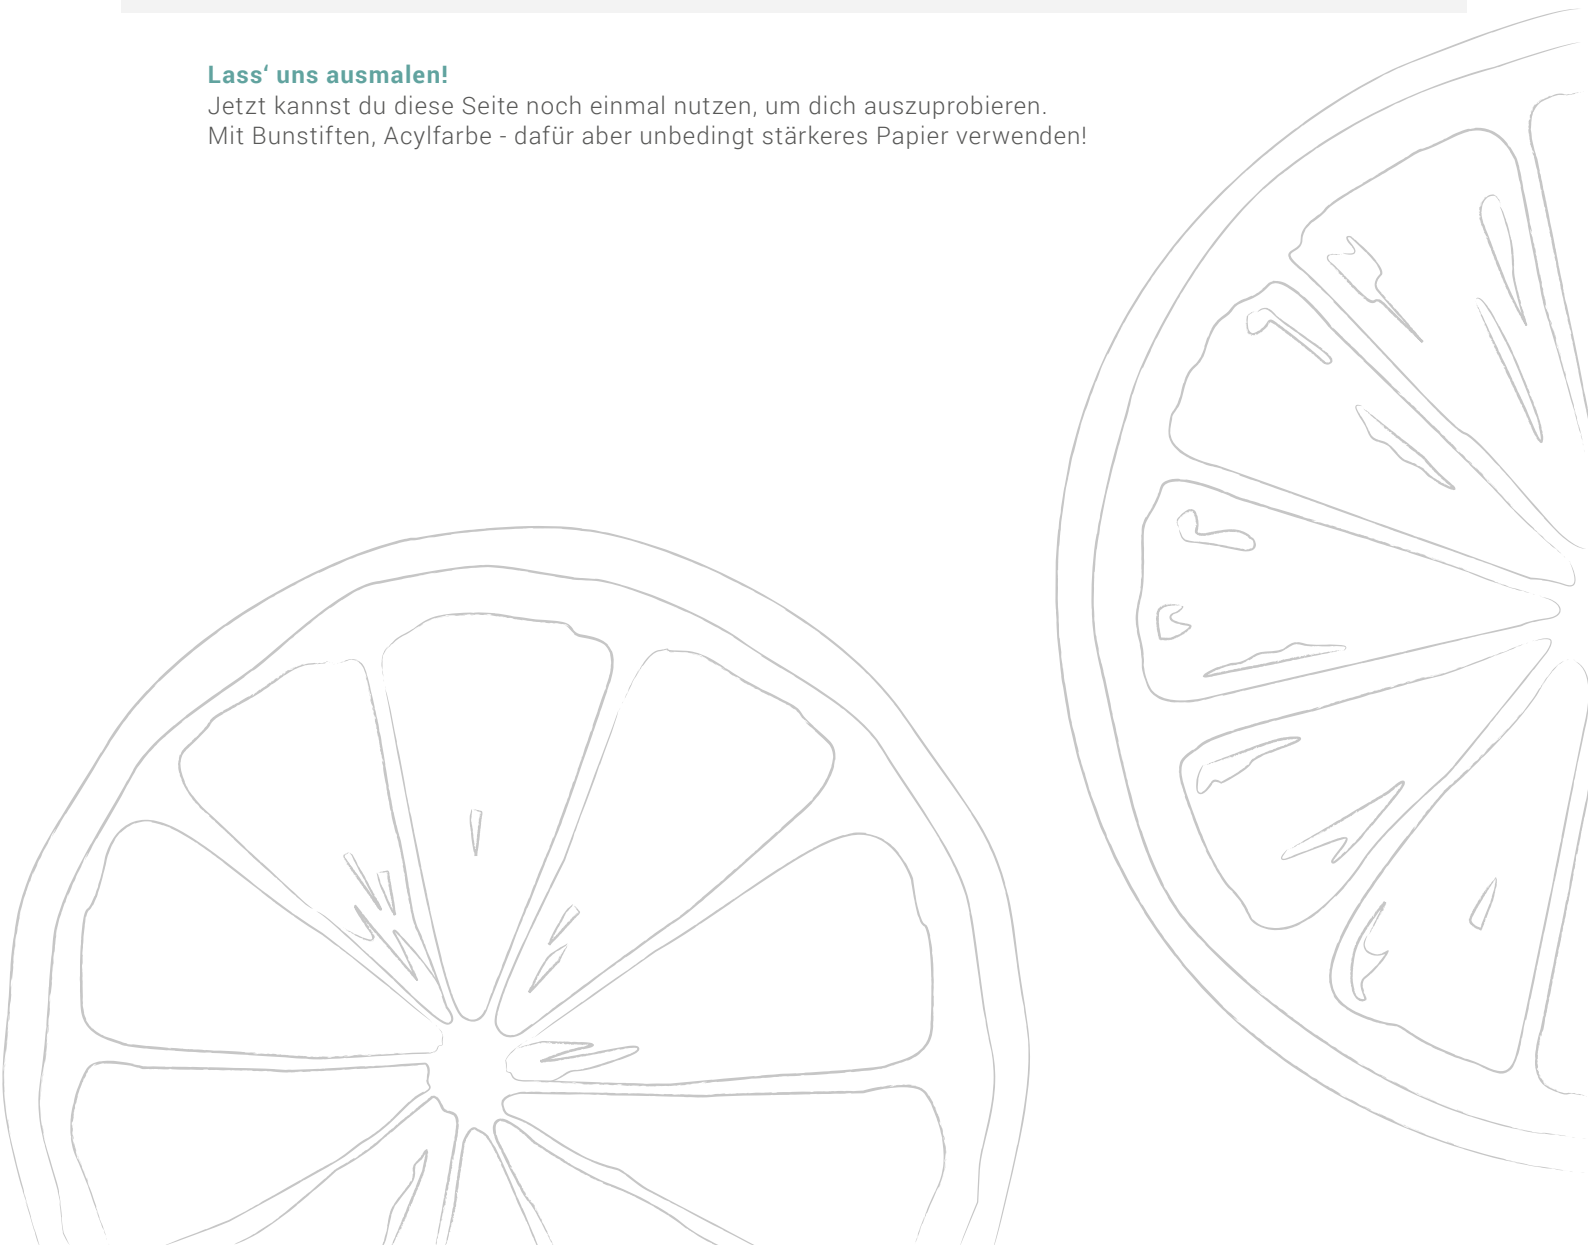 Lass‘ uns ausmalen!
Jetzt kannst du diese Seite noch einmal nutzen, um dich auszuprobieren.
Mit Bunstiften, Acylfarbe - dafür aber unbedingt stärkeres Papier verwenden!